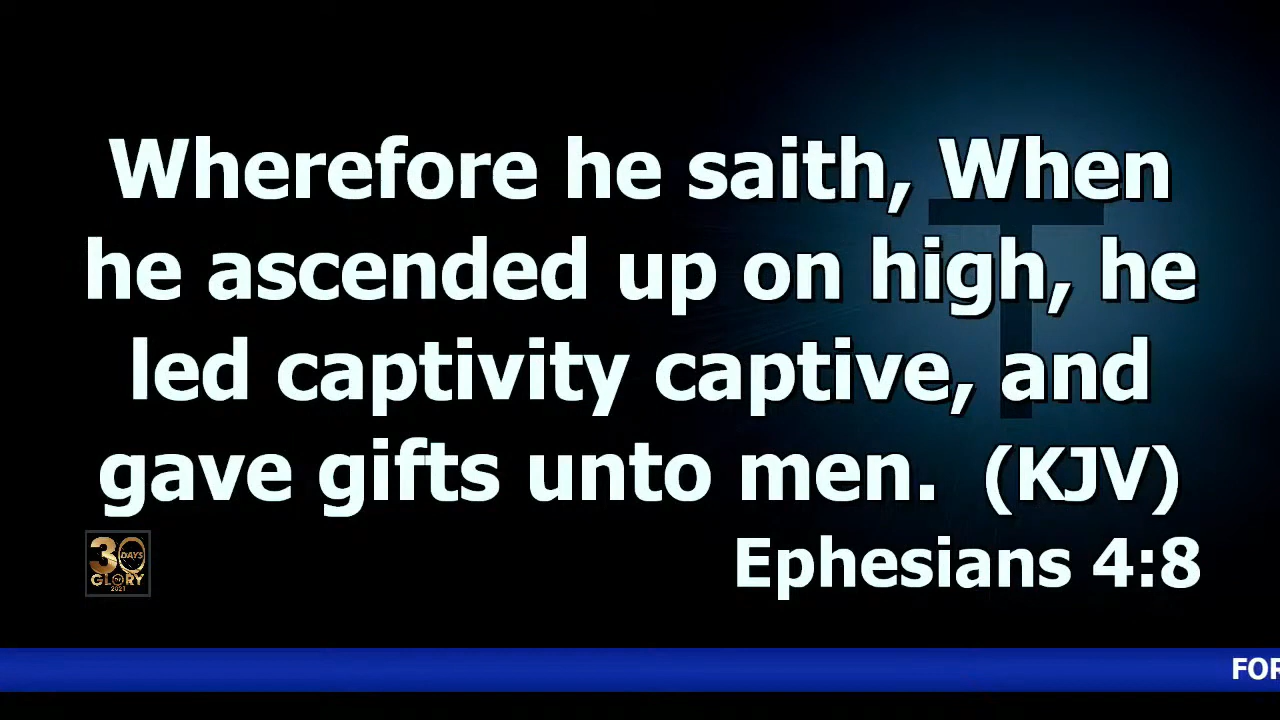 Wherefore he saith, When
he ascended up on high, he
led captivity captive, and
gave gifts unto men. (KJV)
Ephesians 4:8
30
DAYS
OF
GLORY
2021
FOR